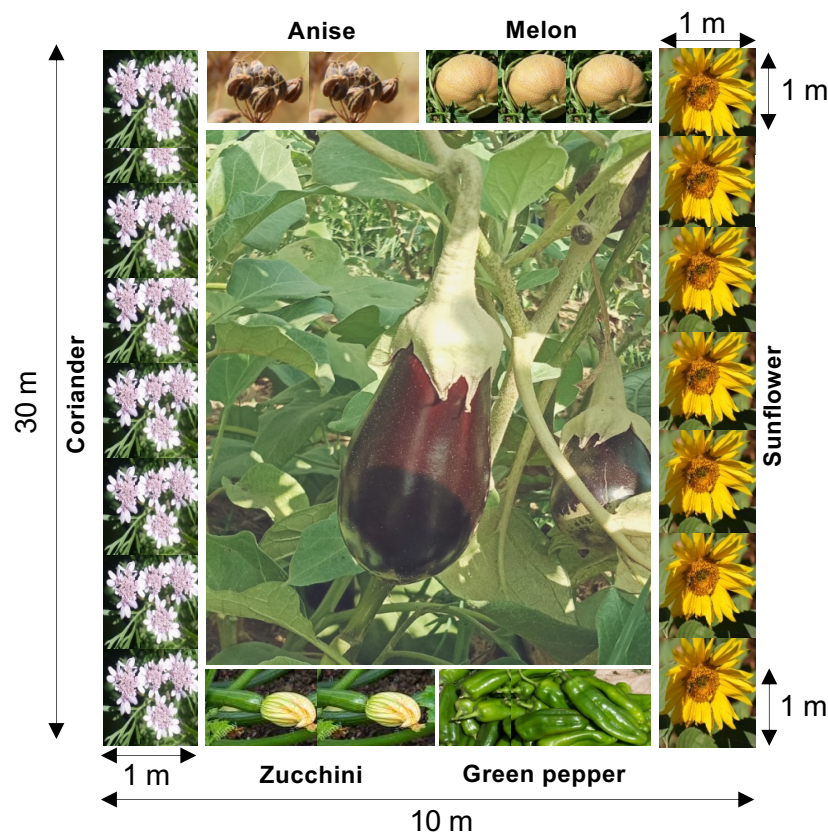 Anise
Melon
1 m
1 m
30 m
Coriander
Sunflower
1 m
1 m
Zucchini
Green pepper
10 m